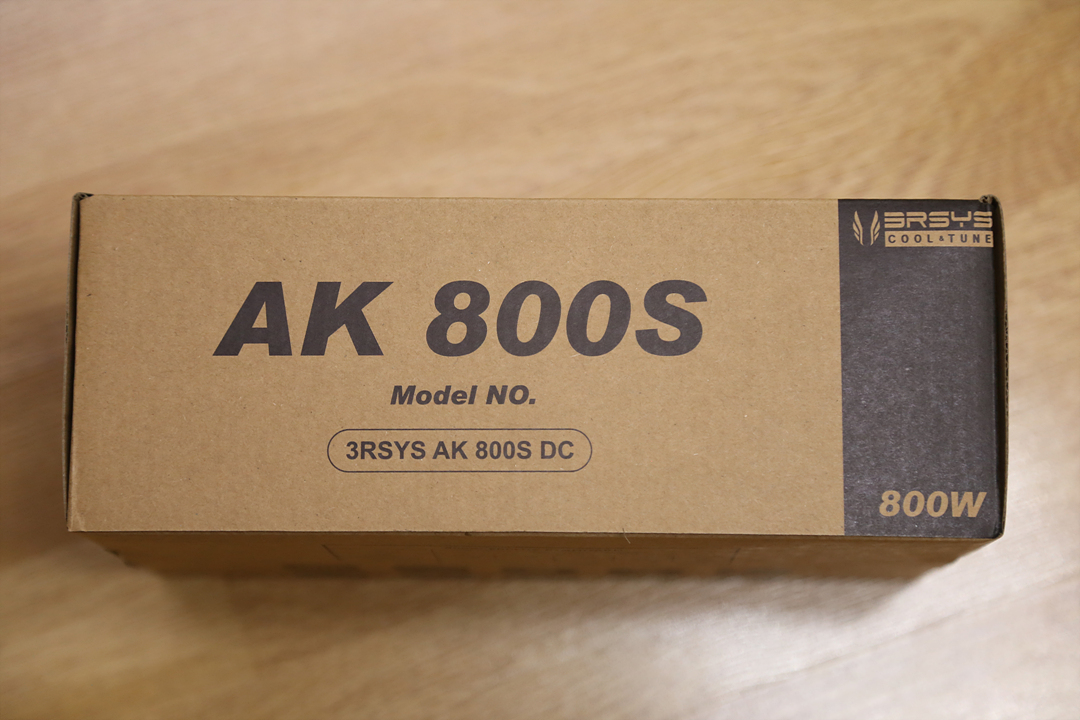 3RSYS
COOL & TUNE
AK 800S
Model NO.
3RSYS AK 800S DC
800W